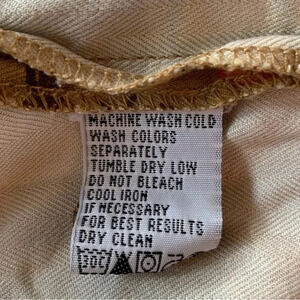 MACHINE WASH COLD
WASH COLORS
SEPARATELY
TUMBLE DRY LOW
DO NOT BLEACH
COOL IRON
IF NECESSARY
FOR BEST RESULTS
DRY CLEAN